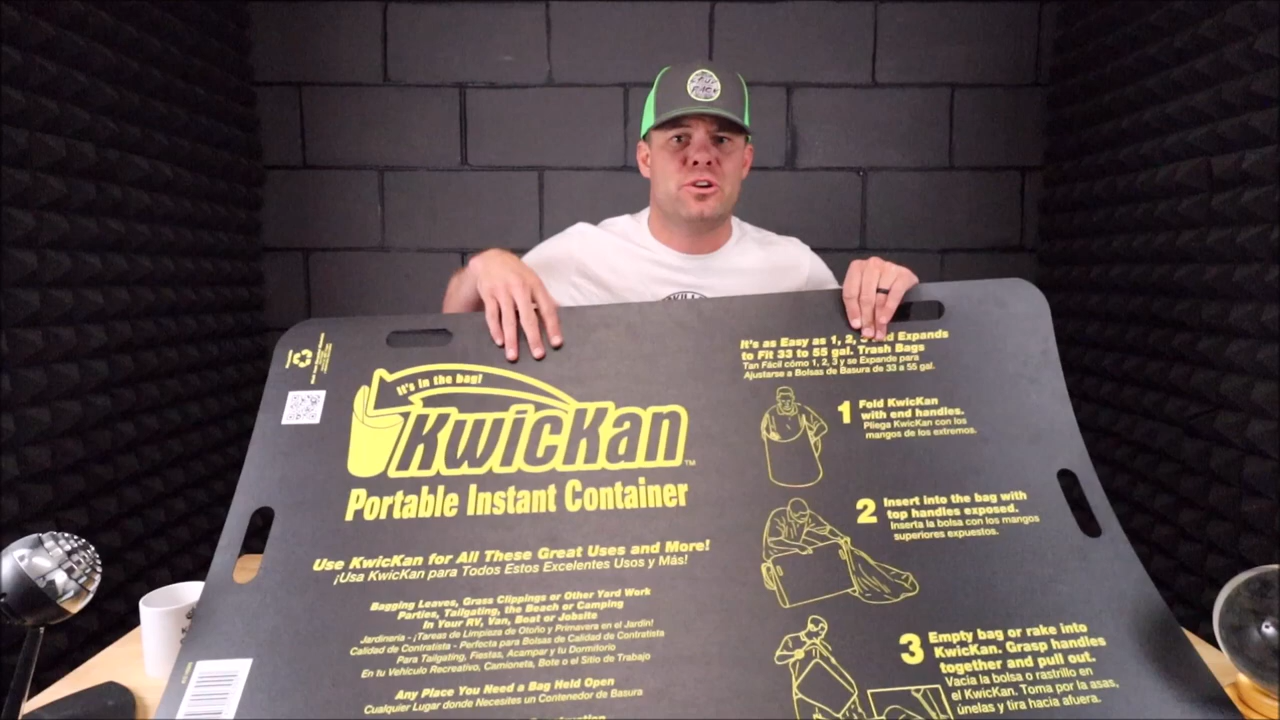 It's in the bag!
KwicKan™
Portable Instant Container
Use KwicKan for All These Great Uses and More!
¡Usa KwicKan para Todos Estos Excelentes Usos y Más!
Bagging Leaves, Grass Clippings or Other Yard Work
Parties, Tailgating, the Beach or Camping
In Your RV, Van, Boat or Jobsits
Jardinería - ¡Tareas de Limpieza de Otoño y Primavera en el Jardín!
Calidad de Contratista - Perfecta para Bolsas de Calidad de Contratista
Para Tailgating, Fiestas, Acampar y tu Dormitorio
En tu Vehículo Recreativo, Camioneta, Bote o el Sitio de Trabajo
Any Place You Need a Bag Held Open
Cualquier Lugar donde Necesites un Contenedor de Basura
It's as Easy as 1, 2, 3 and Expands
to Fit 33 to 55 gal. Trash Bags
Tan Fácil cómo 1, 2, 3 y se Expande para
Ajustarse a Bolsas de Basura de 33 a 55 gal.
1 Fold KwicKan
with end handles.
Pliega KwicKan con los
mangos de los extremos.
2 Insert into the bag with
top handles exposed.
Inserta la bolsa con los mangos
superiores expuestos.
3 Empty bag or rake into
KwicKan. Grasp handles
together and pull out.
Vacía la bolsa o rastrillo en
el KwicKan. Toma por la asas,
únelas y tira hacia afuera.